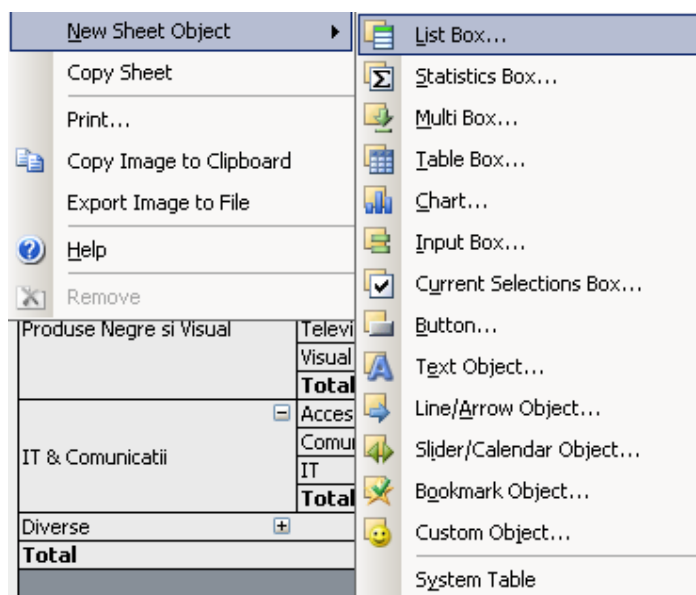 New Sheet Object
Copy Sheet
Print...
Copy Image to Clipboard
Export Image to File
Help
Remove
List Box...
Statistics Box...
Multi Box...
Table Box...
Chart...
Input Box...
Current Selections Box...
Button...
Text Object...
Line/Arrow Object...
Slider/Calendar Object...
Bookmark Object...
Custom Object...
System Table
Produse Negre si Visual
Televi
Visual
Total
IT & Comunicatii
Acces
Comu
IT
Total
Diverse
Total